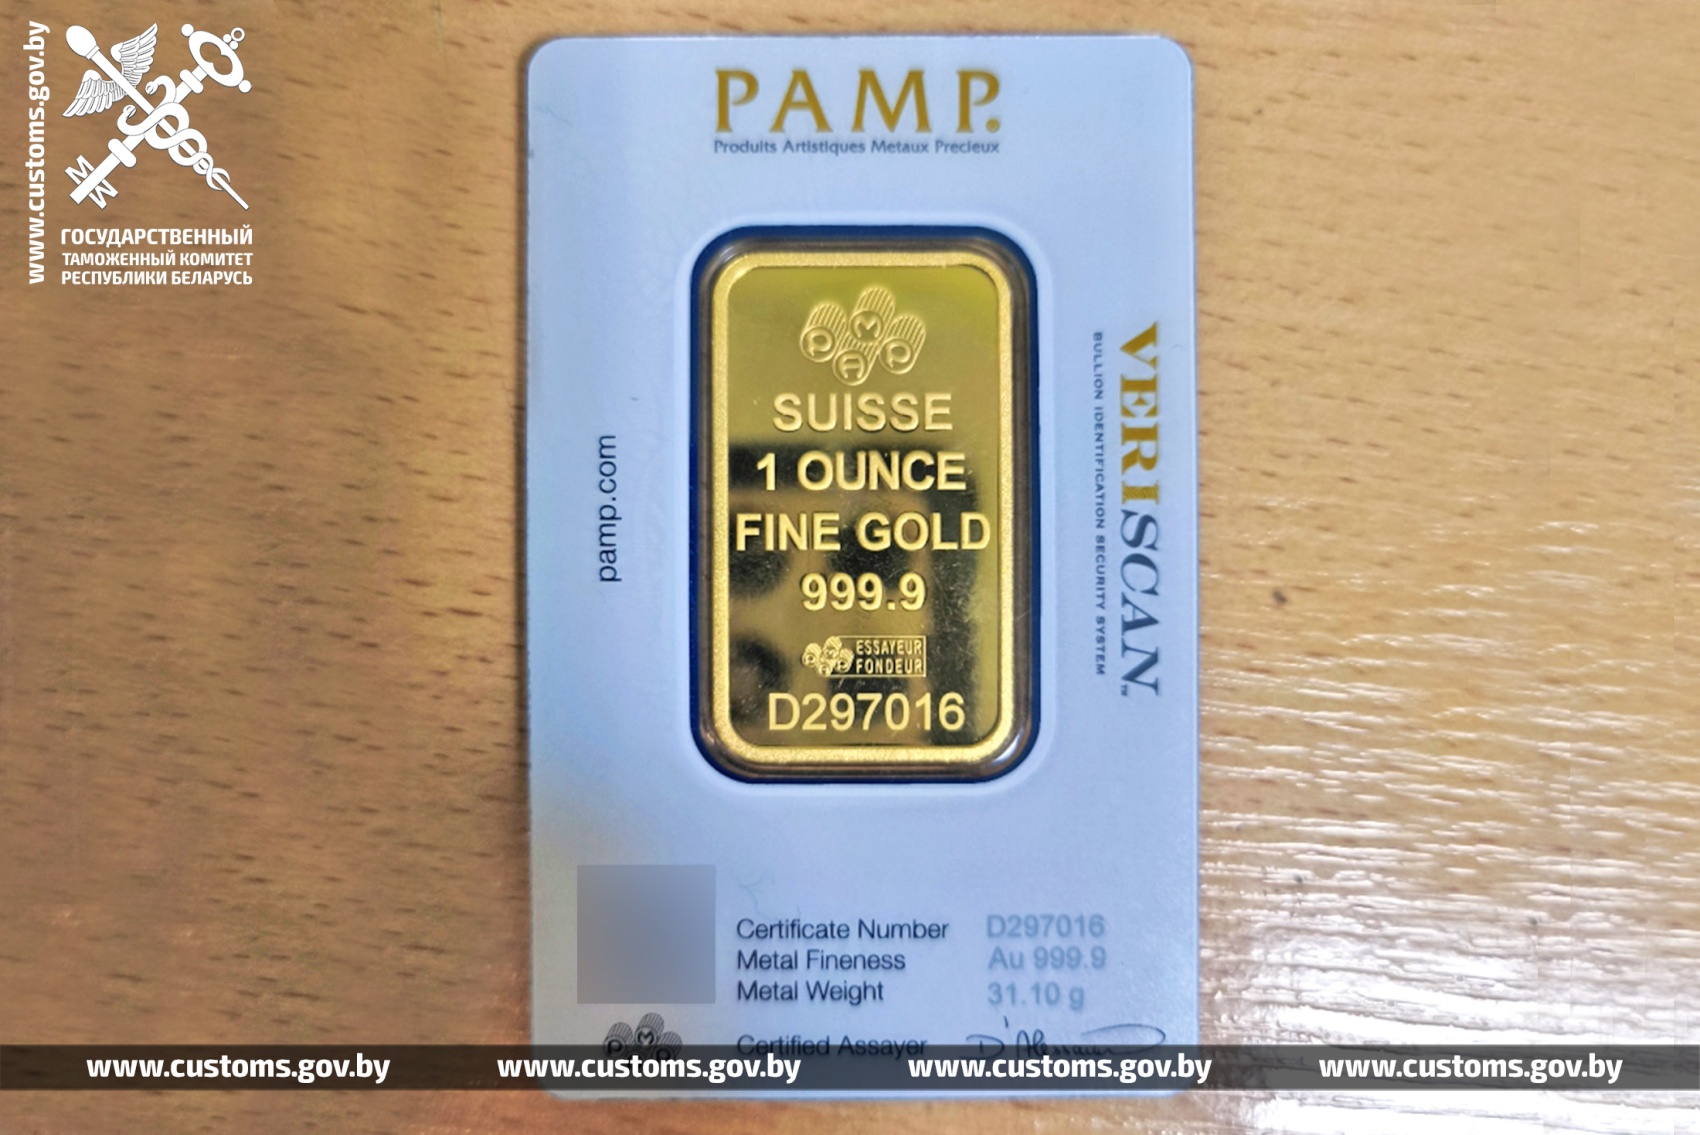 www.customs.gov.by
ГОСУДАРСТВЕННЫЙ
ТАМОЖЕННЫЙ КОМИТЕТ
РЕСПУБЛИКИ БЕЛАРУСЬ
PAMP.
Produits Artistiques Metaux Precieux
P A M P
SUISSE
1 OUNCE
FINE GOLD
999.9
PAMP ESSAYEUR
FONDEUR
D297016
pamp.com
VERISCAN™
BULLION IDENTIFICATION SECURITY SYSTEM
Certificate Number D297016
Metal Fineness Au 999.9
Metal Weight 31.10 g
PAMP Certified Assayer
www.customs.gov.by www.customs.gov.by www.customs.gov.by www.customs.gov.by